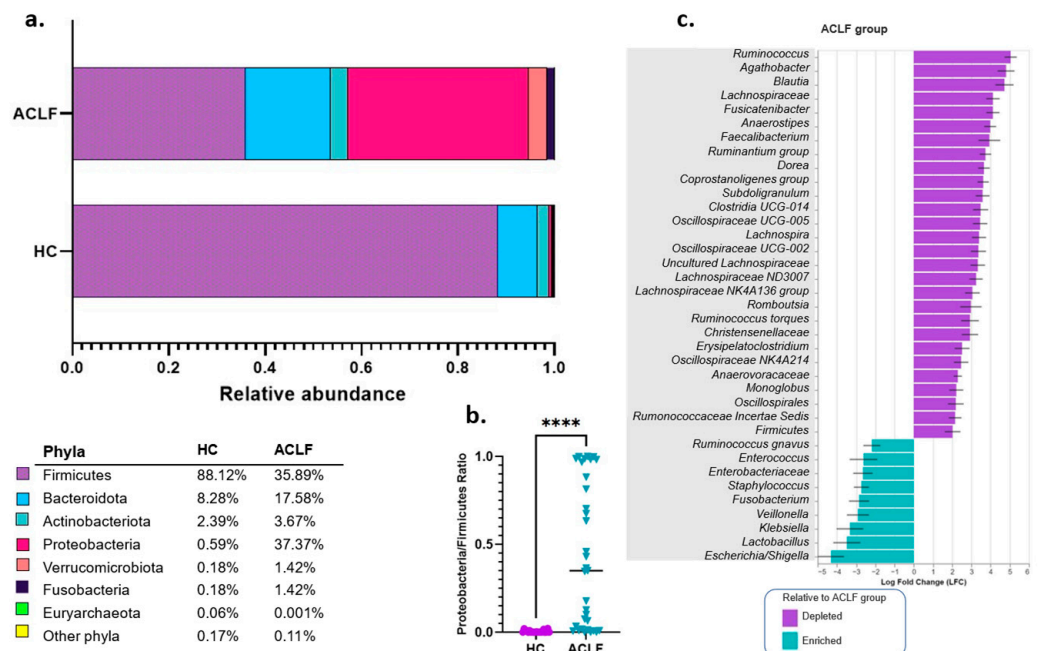 a.
ACLF
HC
0.0 0.2 0.4 0.6 0.8 1.0
Relative abundance
Phyla HC ACLF
Firmicutes 88.12% 35.89%
Bacteroidota 8.28% 17.58%
Actinobacteriota 2.39% 3.67%
Proteobacteria 0.59% 37.37%
Verrucomicrobiota 0.18% 1.42%
Fusobacteria 0.18% 1.42%
Euryarchaeota 0.06% 0.001%
Other phyla 0.17% 0.11%
b.
****
Proteobacteria/Firmicutes Ratio
1.0
0.5
0.0
HC ACLF
c.
ACLF group
Ruminococcus
Agathobacter
Blautia
Lachnospiraceae
Fusicatenibacter
Anaerostipes
Faecalibacterium
Ruminantium group
Dorea
Coprostanoligenes group
Subdoligranulum
Clostridia UCG-014
Oscillospiraceae UCG-005
Lachnospira
Oscillospiraceae UCG-002
Uncultured Lachnospiraceae
Lachnospiraceae ND3007
Lachnospiraceae NK4A136 group
Romboutsia
Ruminococcus torques
Christensenellaceae
Erysipelatoclostridium
Oscillospiraceae NK4A214
Anaerovoracaceae
Monoglobus
Oscillospirales
Rumonococcaceae Incertae Sedis
Firmicutes
Ruminococcus gnavus
Enterococcus
Enterobacteriaceae
Staphylococcus
Fusobacterium
Veillonella
Klebsiella
Lactobacillus
Escherichia/Shigella
−5 −4 −3 −2 −1 0 1 2 3 4 5 6
Log Fold Change (LFC)
Relative to ACLF group
Depleted
Enriched